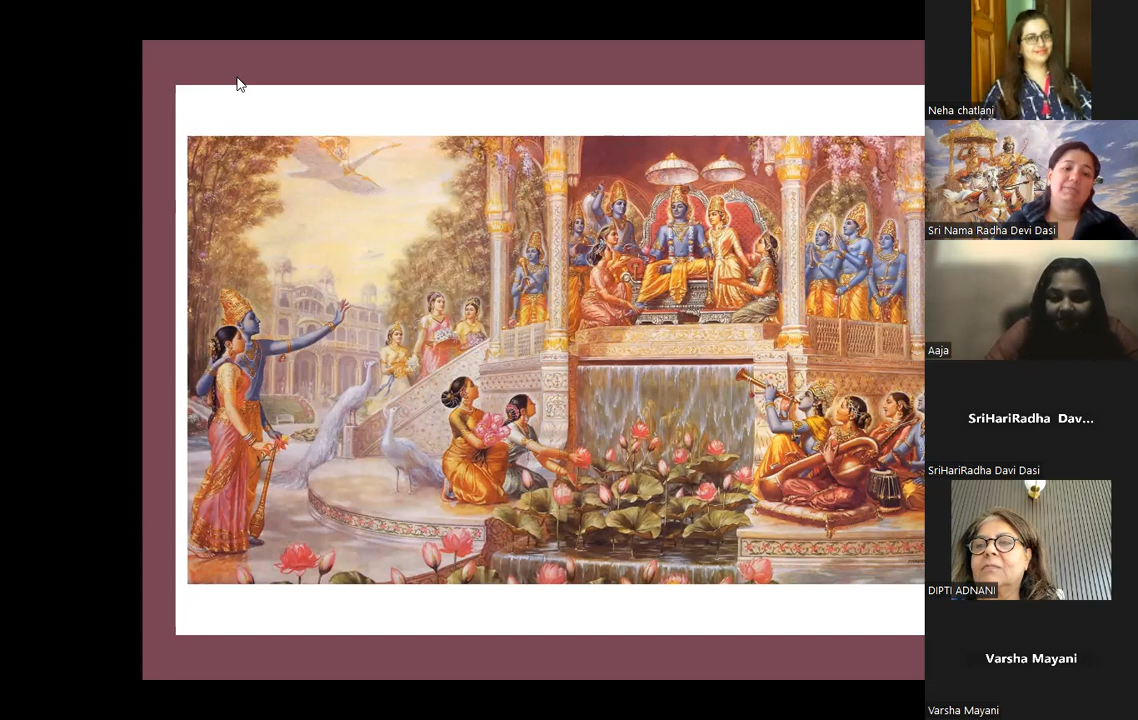 Neha chatlani
Sri Nama Radha Devi Dasi
Aaja
SriHariRadha Dav...
SriHariRadha Davi Dasi
DIPTI ADNANI
Varsha Mayani
Varsha Mayani